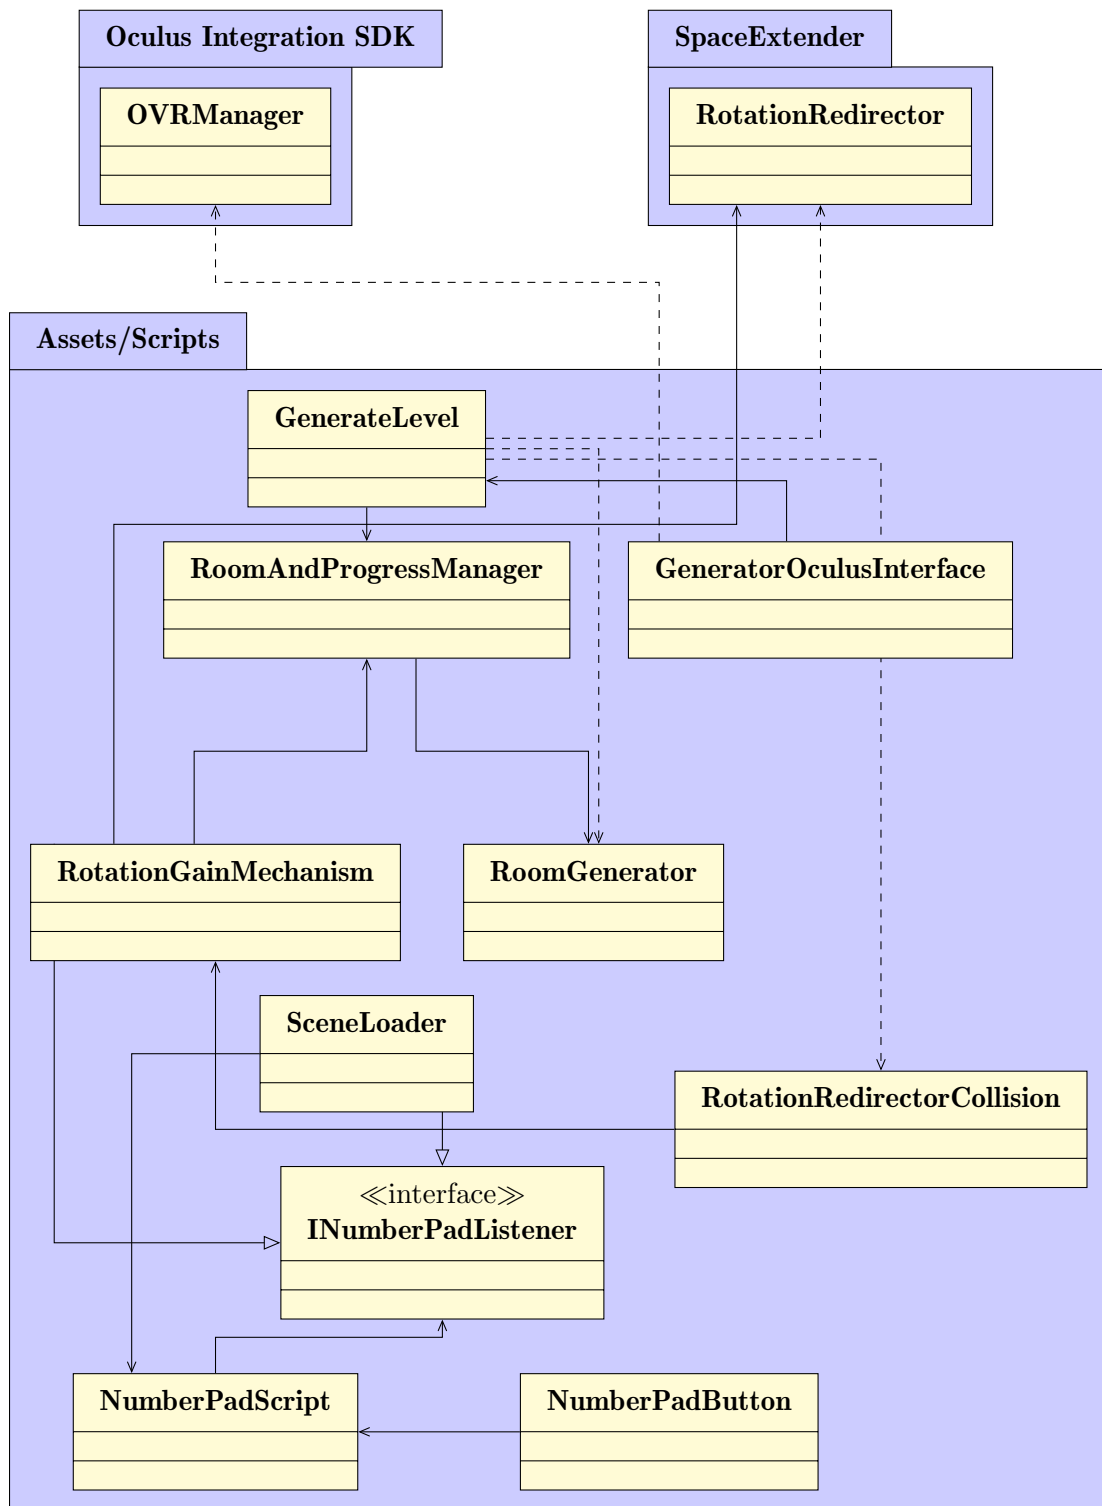 Oculus Integration SDK
SpaceExtender
OVRManager
RotationRedirector
Assets/Scripts
GenerateLevel
RoomAndProgressManager
GeneratorOculusInterface
RotationGainMechanism
RoomGenerator
SceneLoader
RotationRedirectorCollision
≪interface≫
INumberPadListener
NumberPadScript
NumberPadButton